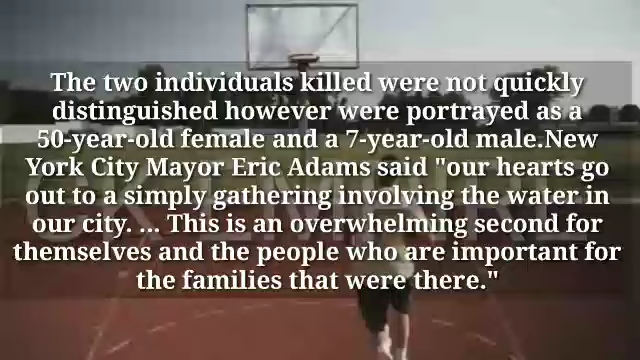 The two individuals killed were not quickly
distinguished however were portrayed as a
50-year-old female and a 7-year-old male.New
York City Mayor Eric Adams said "our hearts go
out to a simply gathering involving the water in
our city. ... This is an overwhelming second for
themselves and the people who are important for
the families that were there."